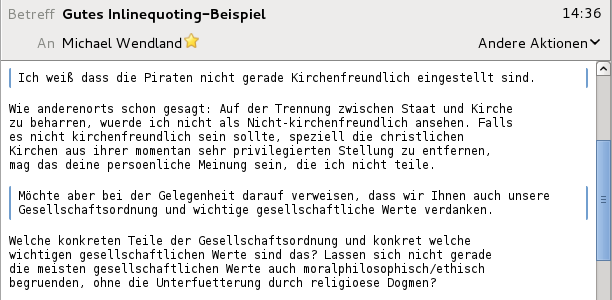 Betreff Gutes Inlinequoting-Beispiel 14:36
An Michael Wendland Andere Aktionen
Ich weiß dass die Piraten nicht gerade Kirchenfreundlich eingestellt sind.
Wie anderenorts schon gesagt: Auf der Trennung zwischen Staat und Kirche
zu beharren, wuerde ich nicht als Nicht-kirchenfreundlich ansehen. Falls
es nicht kirchenfreundlich sein sollte, speziell die christlichen
Kirchen aus ihrer momentan sehr privilegierten Stellung zu entfernen,
mag das deine persoenliche Meinung sein, die ich nicht teile.
Möchte aber bei der Gelegenheit darauf verweisen, dass wir Ihnen auch unsere
Gesellschaftsordnung und wichtige gesellschaftliche Werte verdanken.
Welche konkreten Teile der Gesellschaftsordnung und konkret welche
wichtigen gesellschaftlichen Werte sind das? Lassen sich nicht gerade
die meisten gesellschaftlichen Werte auch moralphilosophisch/ethisch
begruenden, ohne die Unterfuetterung durch religioese Dogmen?